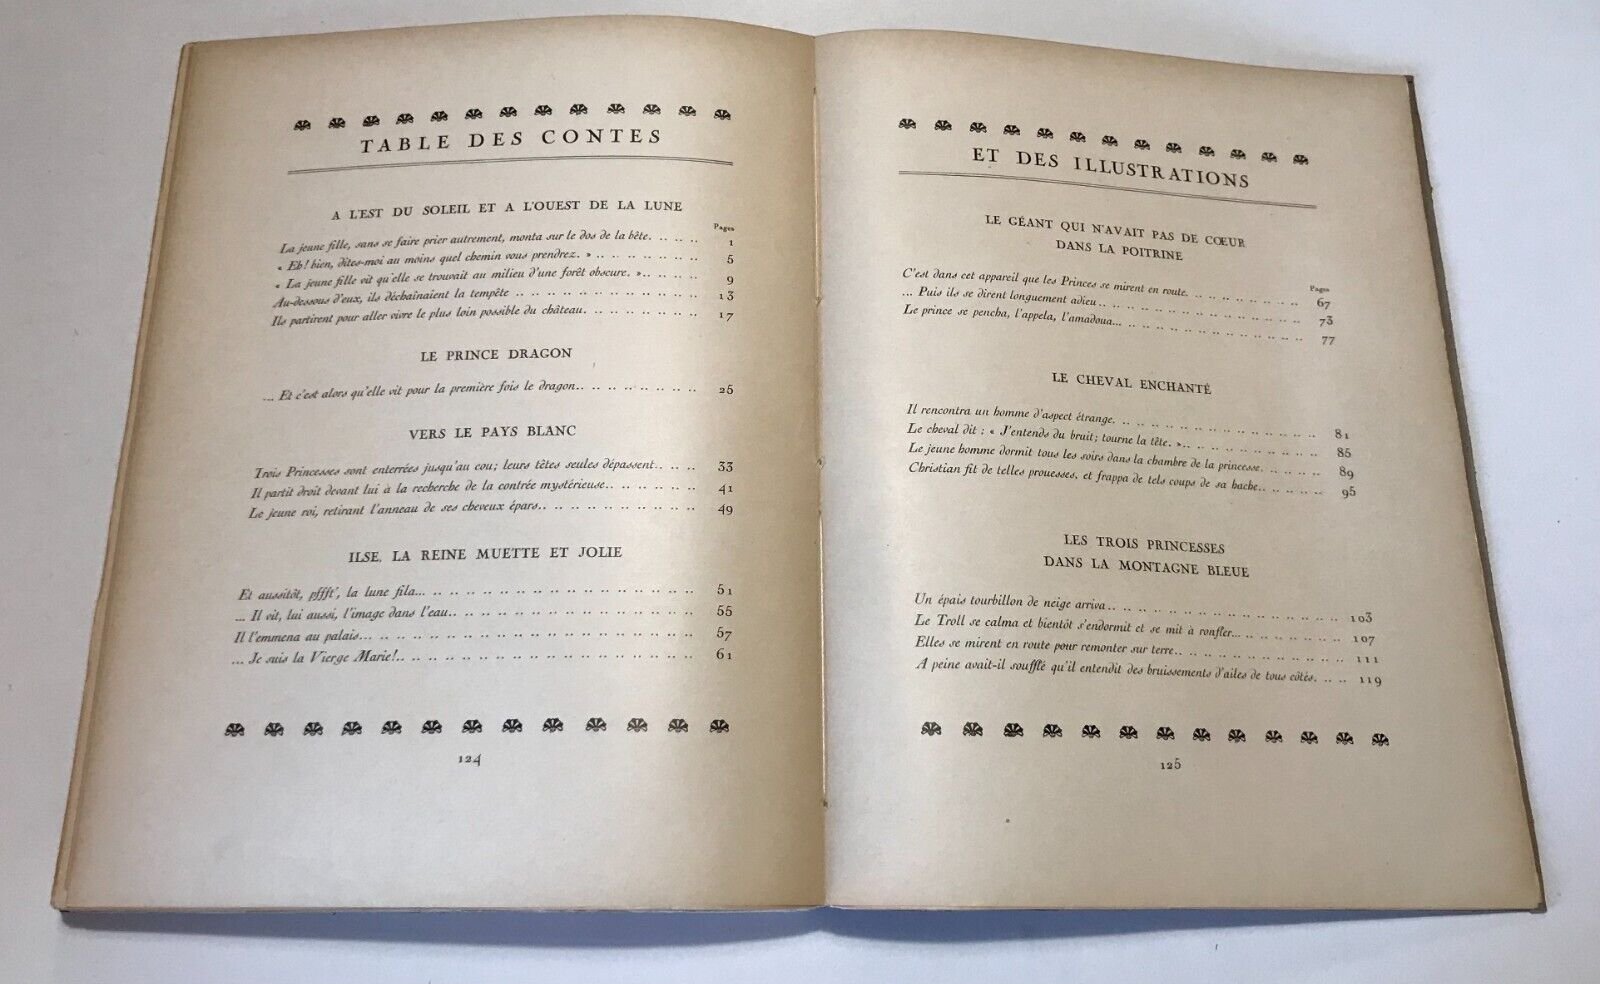 TABLE DES CONTES
A L'EST DU SOLEIL ET A L'OUEST DE LA LUNE
Pages
La jeune fille, sans se faire prier autrement, monta sur le dos de la bête. .. .. .. 1
« Eh! bien, dites-moi au moins quel chemin vous prendrez. » .. .. .. .. .. .. .. 5
« La jeune fille vit qu'elle se trouvait au milieu d'une forêt obscure. ».. .. .. .. 9
Au-dessous d'eux, ils déchaînaient la tempête .. .. .. .. .. .. .. .. .. .. .. .. 13
Ils partirent pour aller vivre le plus loin possible du château. .. .. .. .. .. .. .. 17
LE PRINCE DRAGON
... Et c'est alors qu'elle vit pour la première fois le dragon.. .. .. .. .. .. .. .. 25
VERS LE PAYS BLANC
Trois Princesses sont enterrées jusqu'au cou; leurs têtes seules dépassent.. .. .. 33
Il partit droit devant lui à la recherche de la contrée mystérieuse.. .. .. .. .. .. 41
Le jeune roi, retirant l'anneau de ses cheveux épars.. .. .. .. .. .. .. .. .. .. 49
ILSE, LA REINE MUETTE ET JOLIE
Et aussitôt, pffft', la lune fila... .. .. .. .. .. .. .. .. .. .. .. .. .. .. .. .. 51
... Il vit, lui aussi, l'image dans l'eau.. .. .. .. .. .. .. .. .. .. .. .. .. .. .. 55
Il l'emmena au palais... .. .. .. .. .. .. .. .. .. .. .. .. .. .. .. .. .. .. .. 57
... Je suis la Vierge Marie!.. .. .. .. .. .. .. .. .. .. .. .. .. .. .. .. .. .. 61
124
ET DES ILLUSTRATIONS
LE GÉANT QUI N'AVAIT PAS DE CŒUR
DANS LA POITRINE
Pages
C'est dans cet appareil que les Princes se mirent en route. .. .. .. .. .. .. .. .. 67
... Puis ils se dirent longuement adieu .. .. .. .. .. .. .. .. .. .. .. .. .. .. 73
Le prince se pencha, l'appela, l'amadoua... .. .. .. .. .. .. .. .. .. .. .. .. .. 77
LE CHEVAL ENCHANTÉ
Il rencontra un homme d'aspect étrange. .. .. .. .. .. .. .. .. .. .. .. .. .. .. 81
Le cheval dit : « J'entends du bruit; tourne la tête. ».. .. .. .. .. .. .. .. .. .. 85
Le jeune homme dormit tous les soirs dans la chambre de la princesse. .. .. .. .. 89
Christian fit de telles prouesses, et frappa de tels coups de sa hache.. .. .. .. .. 95
LES TROIS PRINCESSES
DANS LA MONTAGNE BLEUE
Un épais tourbillon de neige arriva.. .. .. .. .. .. .. .. .. .. .. .. .. .. .. .. 103
Le Troll se calma et bientôt s'endormit et se mit à ronfler... .. .. .. .. .. .. .. 107
Elles se mirent en route pour remonter sur terre.. .. .. .. .. .. .. .. .. .. .. .. 111
A peine avait-il soufflé qu'il entendit des bruissements d'ailes de tous côtés. .. .. 119
125